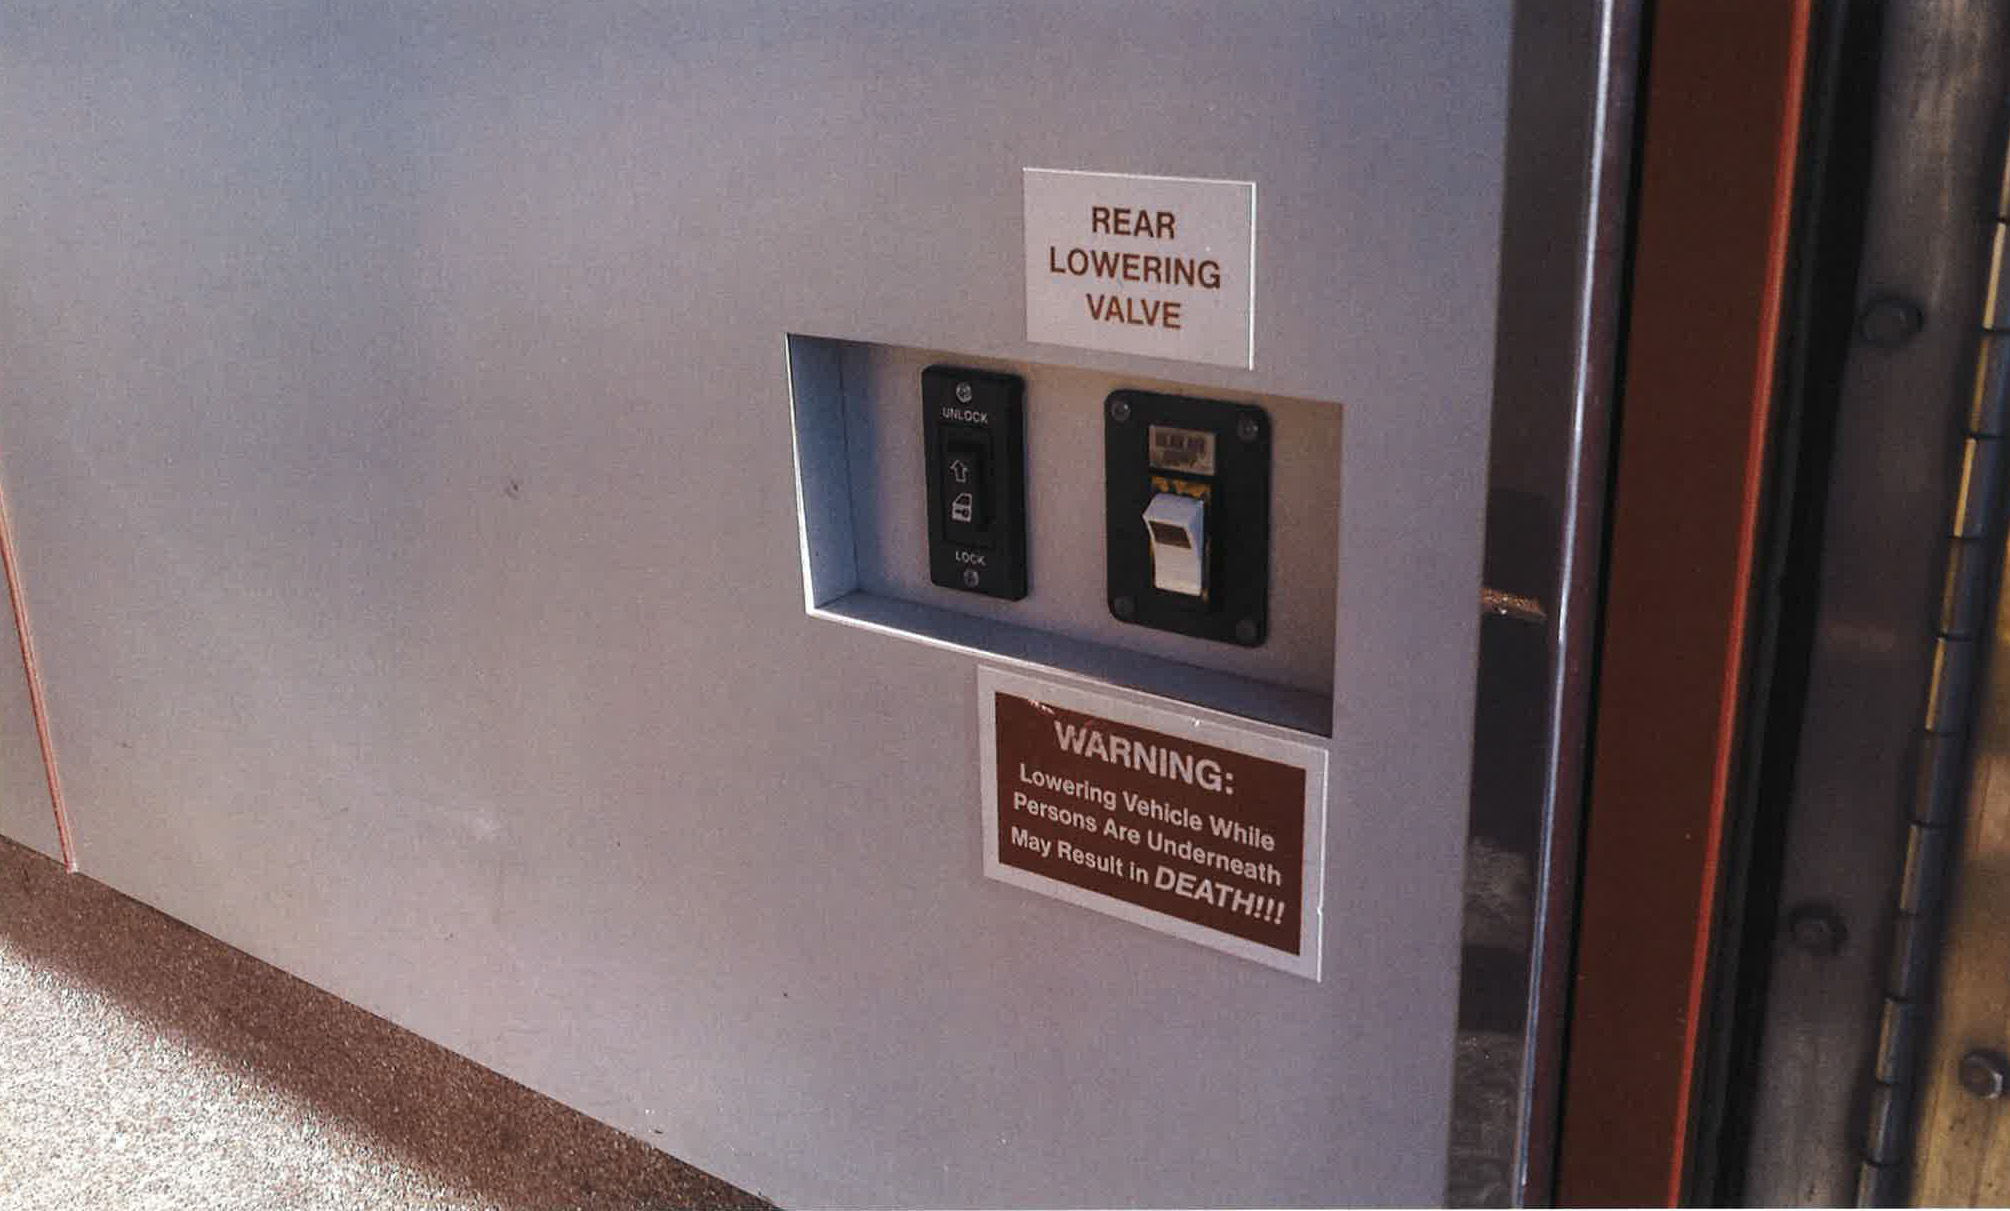 REAR
LOWERING
VALVE
UNLOCK
LOCK
WARNING:
Lowering Vehicle While
Persons Are Underneath
May Result in DEATH!!!